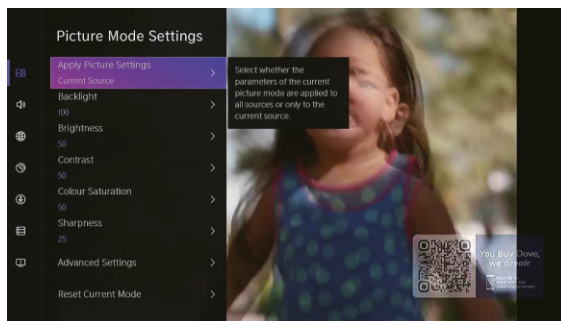 Picture Mode Settings
Apply Picture Settings
Current Source
Select whether the
parameters of the current
picture mode are applied to
all sources or only to the
current source.
Backlight
100
Brightness
50
Contrast
50
Colour Saturation
50
Sharpness
25
Advanced Settings
Reset Current Mode
You Buy Dove,
we donate